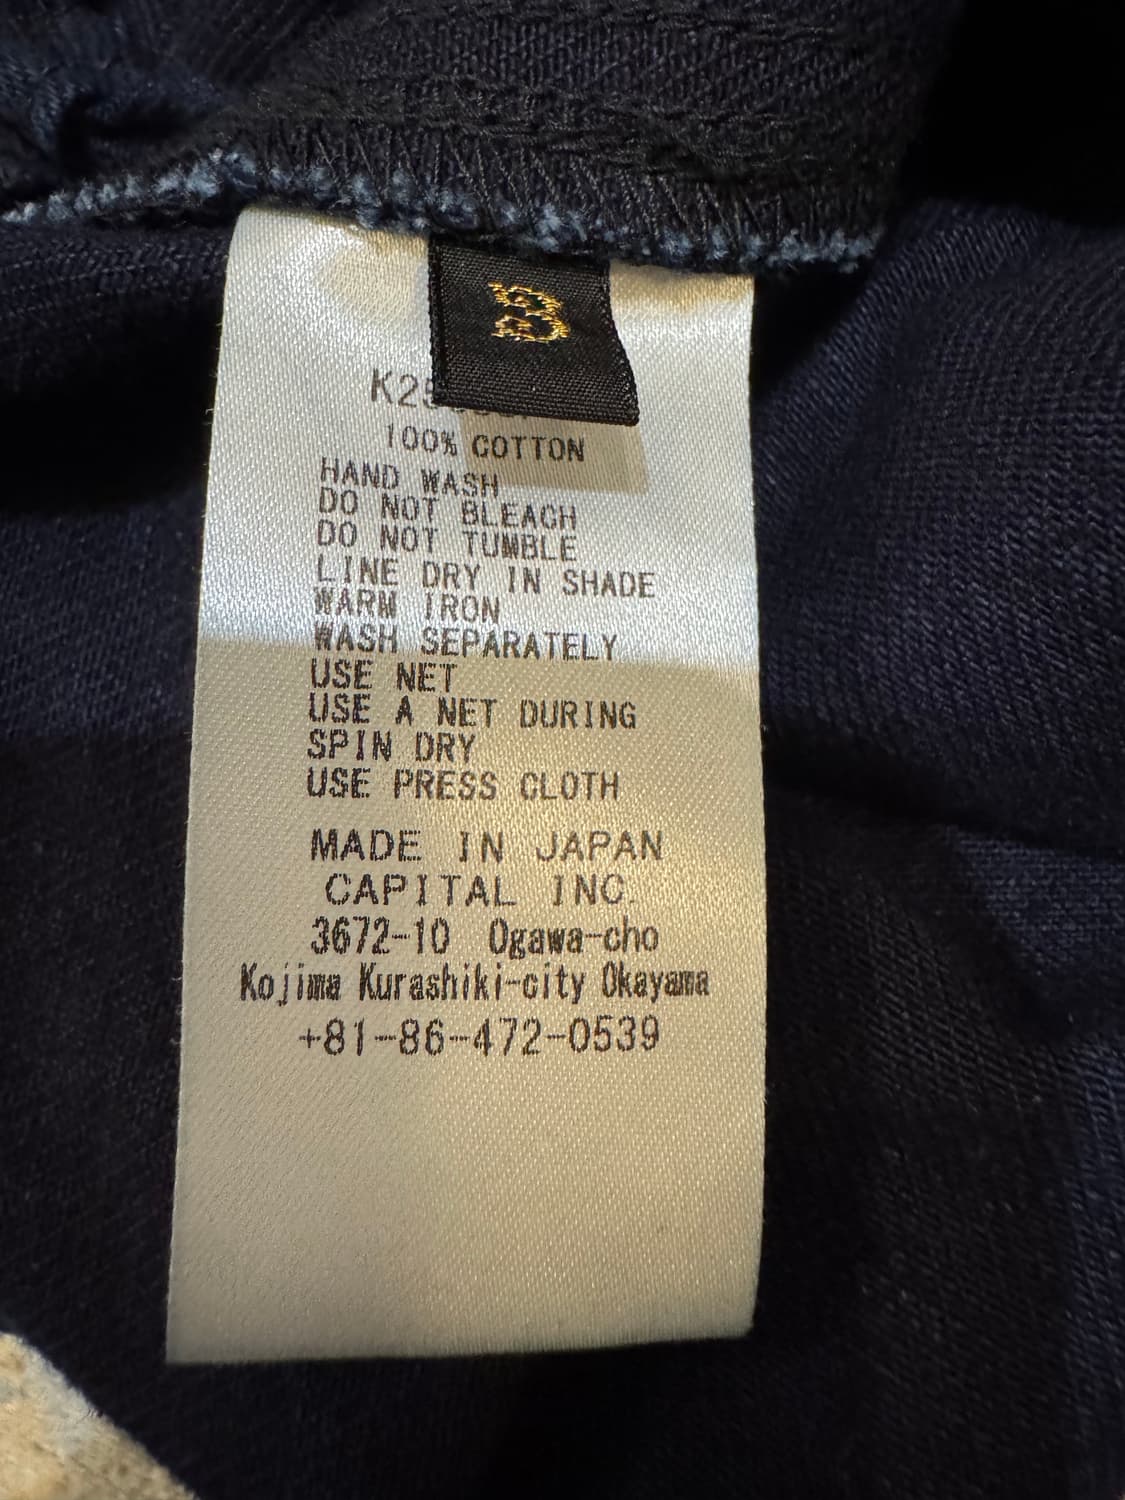 3
100% COTTON
HAND WASH
DO NOT BLEACH
DO NOT TUMBLE
LINE DRY IN SHADE
WARM IRON
WASH SEPARATELY
USE NET
USE A NET DURING
SPIN DRY
USE PRESS CLOTH
MADE IN JAPAN
CAPITAL INC.
3672-10 Ogawa-cho
Kojima Kurashiki-city Okayama
+81-86-472-0539